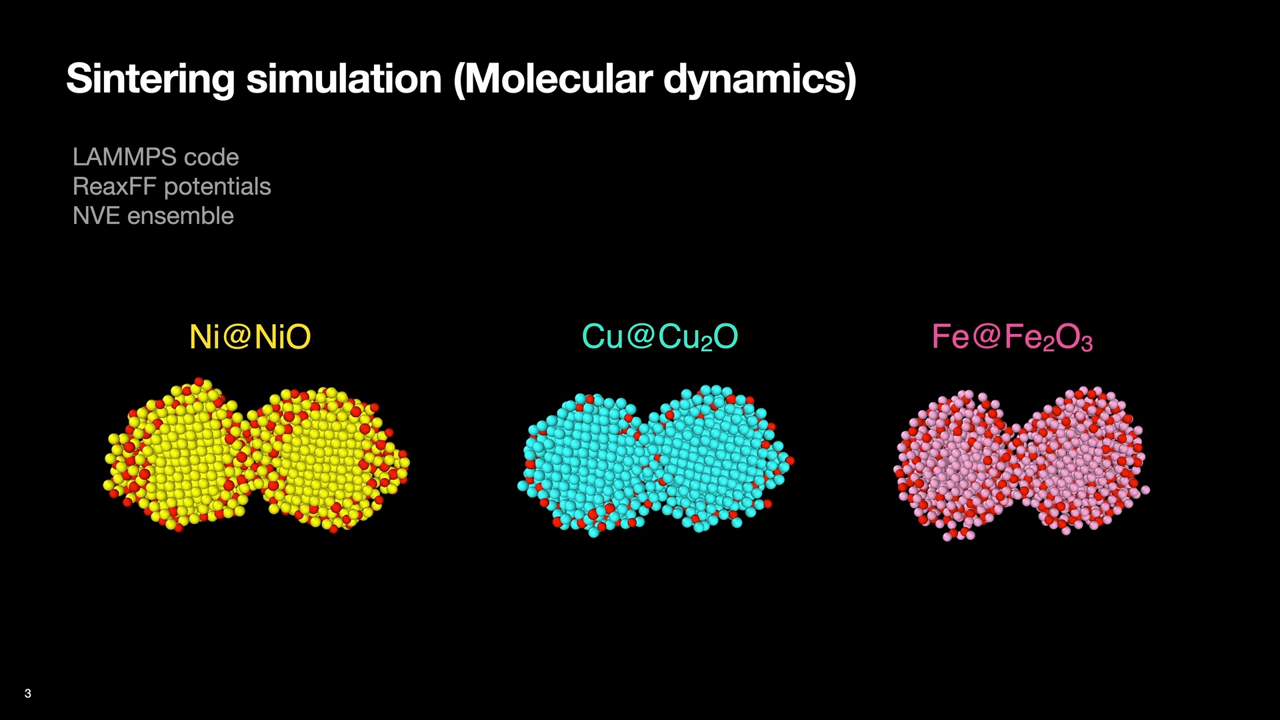 Sintering simulation (Molecular dynamics)
LAMMPS code
ReaxFF potentials
NVE ensemble
Ni@NiO
Cu@Cu₂O
Fe@Fe₂O₃
3